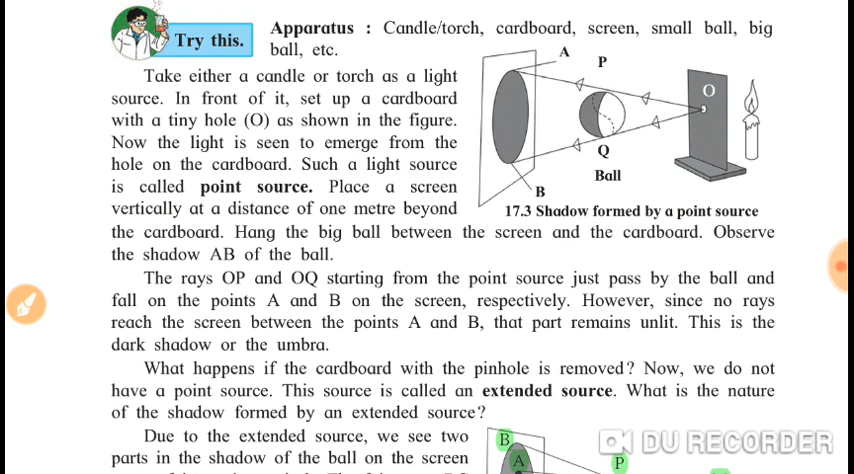 Try this.
Apparatus : Candle/torch, cardboard, screen, small ball, big
ball, etc.
Take either a candle or torch as a light
source. In front of it, set up a cardboard
with a tiny hole (O) as shown in the figure.
Now the light is seen to emerge from the
hole on the cardboard. Such a light source
is called point source. Place a screen
vertically at a distance of one metre beyond
A
P
O
Q
Ball
B
17.3 Shadow formed by a point source
the cardboard. Hang the big ball between the screen and the cardboard. Observe
the shadow AB of the ball.
The rays OP and OQ starting from the point source just pass by the ball and
fall on the points A and B on the screen, respectively. However, since no rays
reach the screen between the points A and B, that part remains unlit. This is the
dark shadow or the umbra.
What happens if the cardboard with the pinhole is removed? Now, we do not
have a point source. This source is called an extended source. What is the nature
of the shadow formed by an extended source?
Due to the extended source, we see two
parts in the shadow of the ball on the screen
B
A
P
DU RECORDER